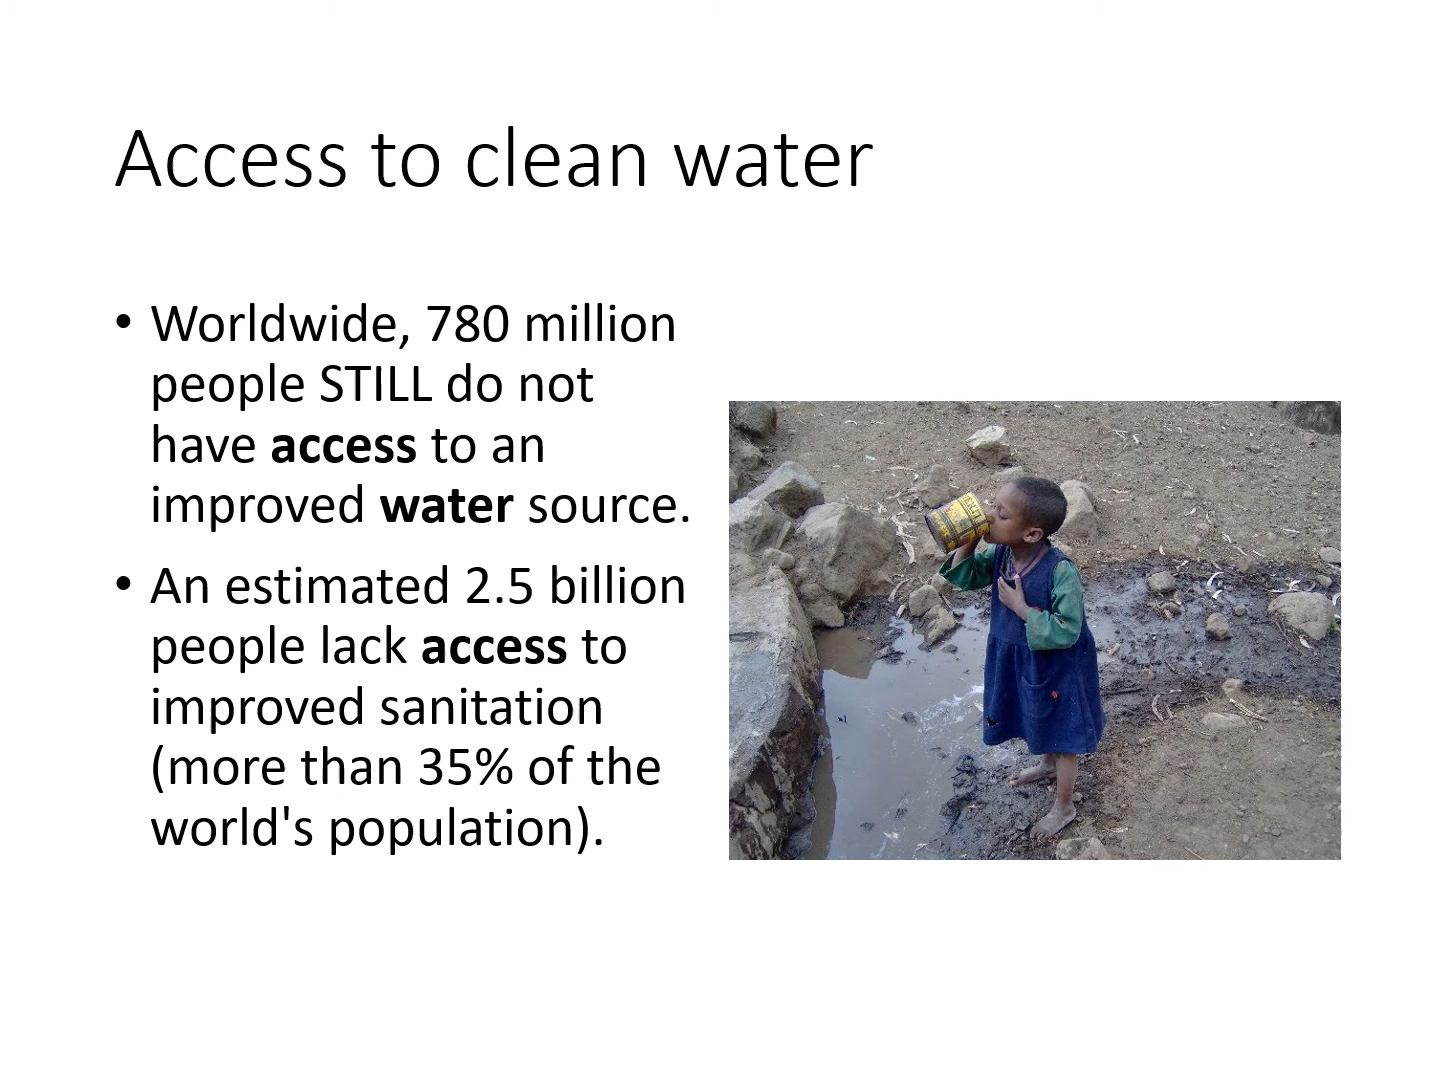 Access to clean water
• Worldwide, 780 million
people STILL do not
have access to an
improved water source.
• An estimated 2.5 billion
people lack access to
improved sanitation
(more than 35% of the
world's population).